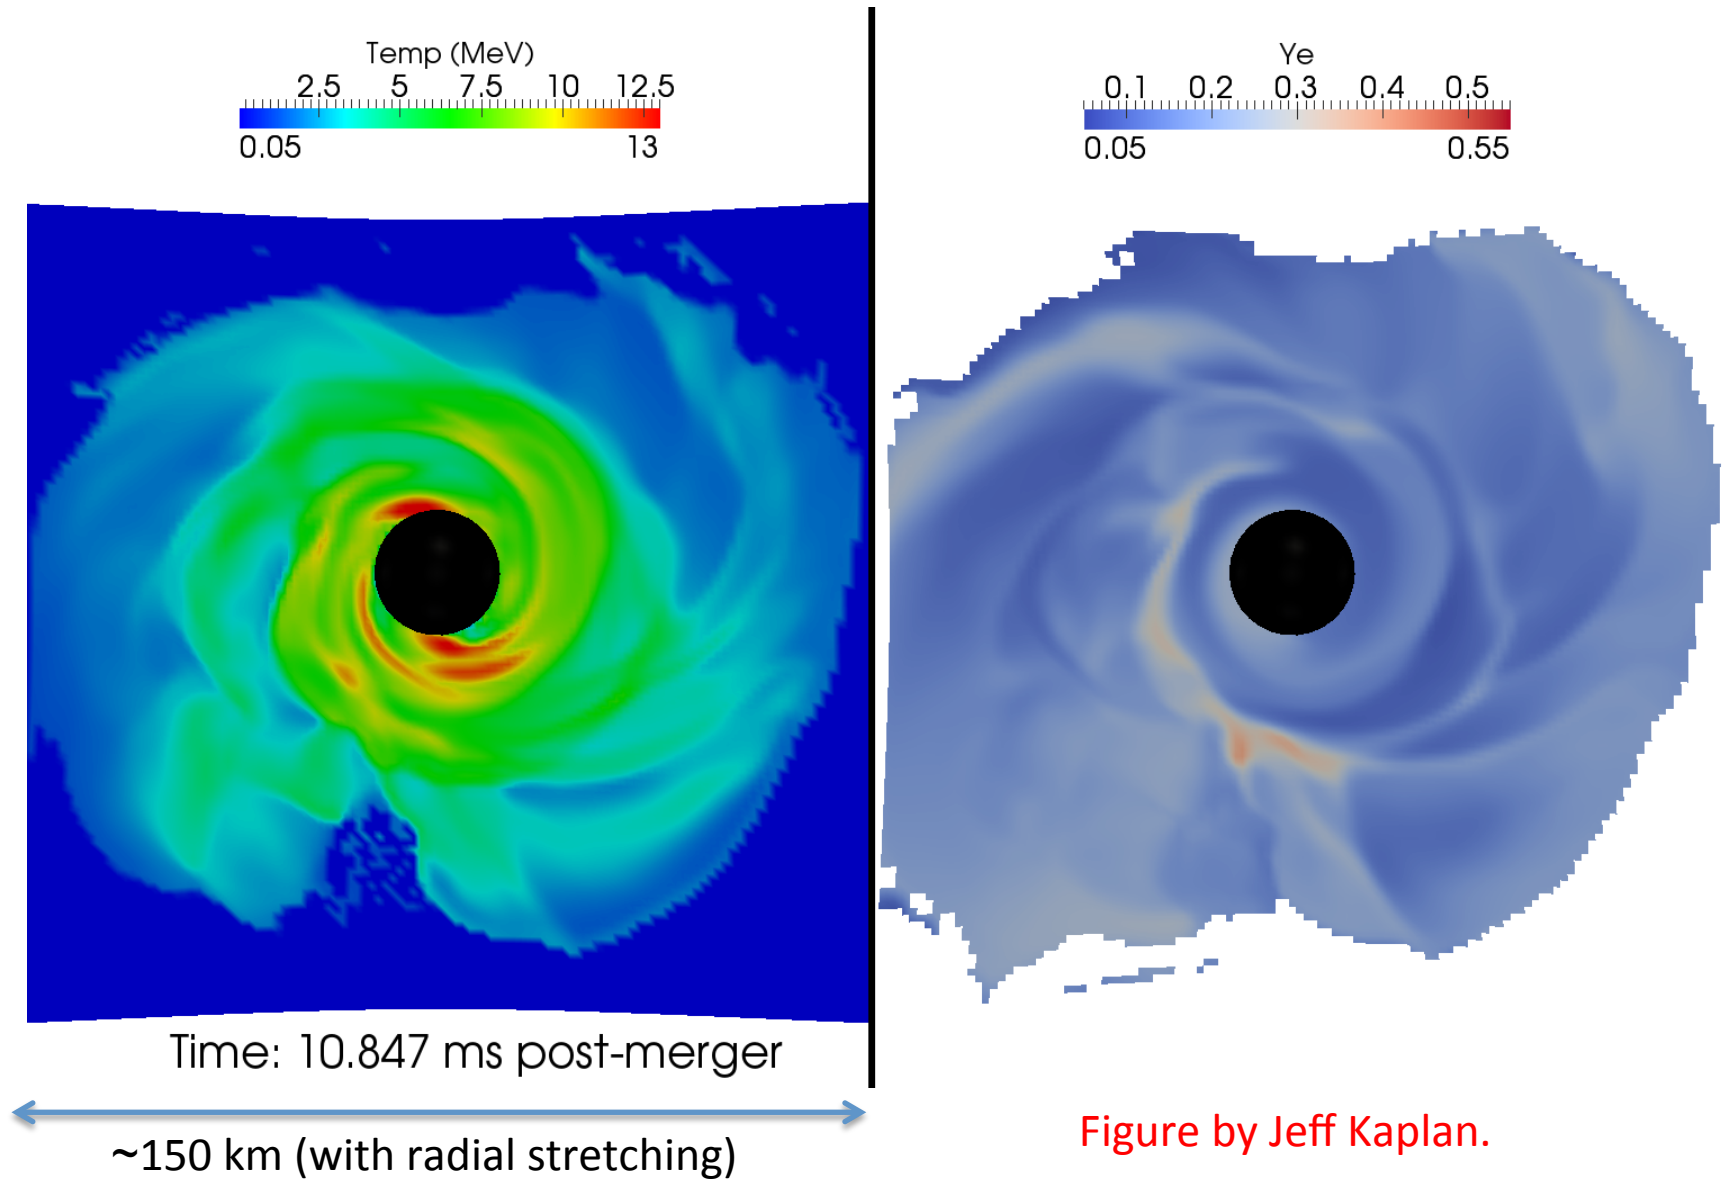 Temp (MeV)
2.5 5 7.5 10 12.5
0.05 13
Ye
0.1 0.2 0.3 0.4 0.5
0.05 0.55
Time: 10.847 ms post-merger
~150 km (with radial stretching)
Figure by Jeff Kaplan.